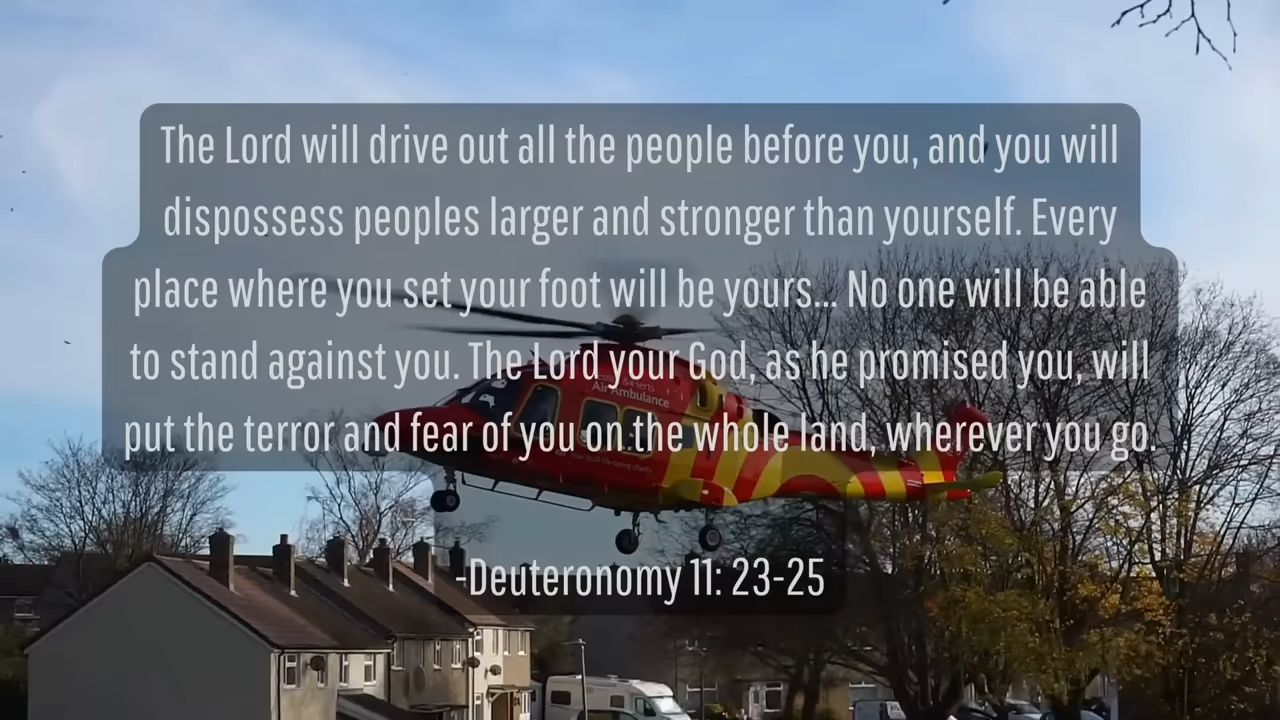 The Lord will drive out all the people before you, and you will
dispossess peoples larger and stronger than yourself. Every
place where you set your foot will be yours... No one will be able
to stand against you. The Lord your God, as he promised you, will
put the terror and fear of you on the whole land, wherever you go.
-Deuteronomy 11: 23-25
& Herts
Air Ambulance